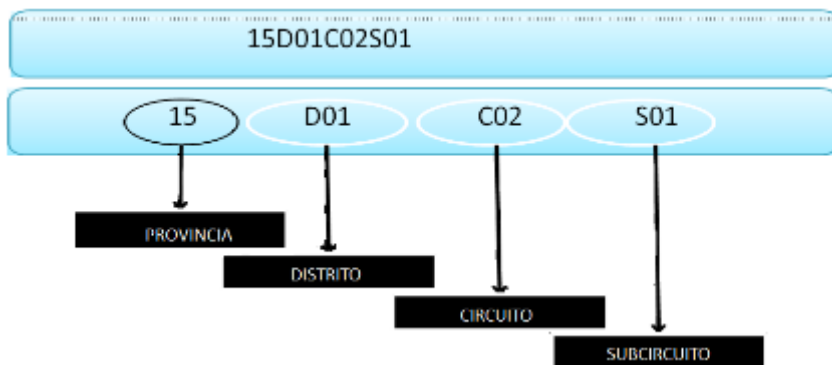 15D01C02S01
15 D01 C02 S01
PROVINCIA
DISTRITO
CIRCUITO
SUBCIRCUITO